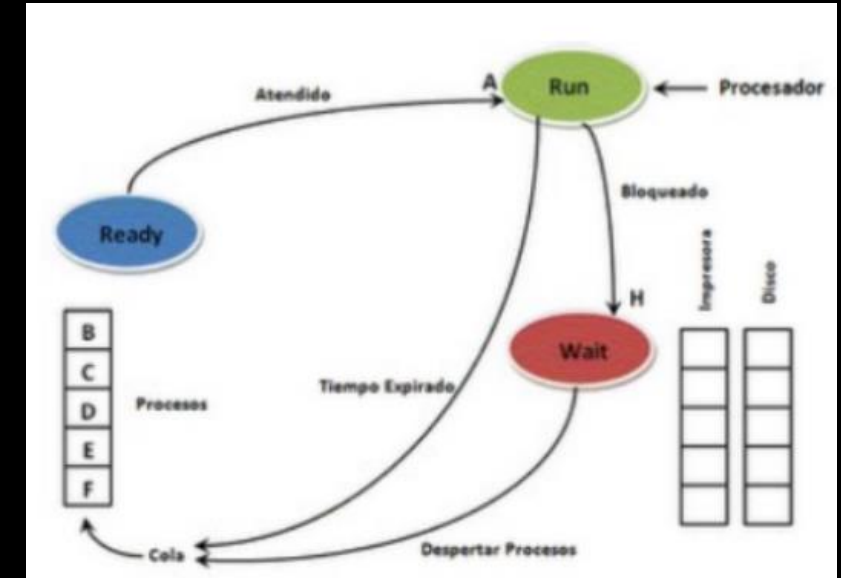 Atendido
A
Run
Procesador
Bloqueado
Ready
Impresora
Disco
H
Wait
B
C
D
E
F
Procesos
Tiempo Expirado
Cola
Despertar Procesos